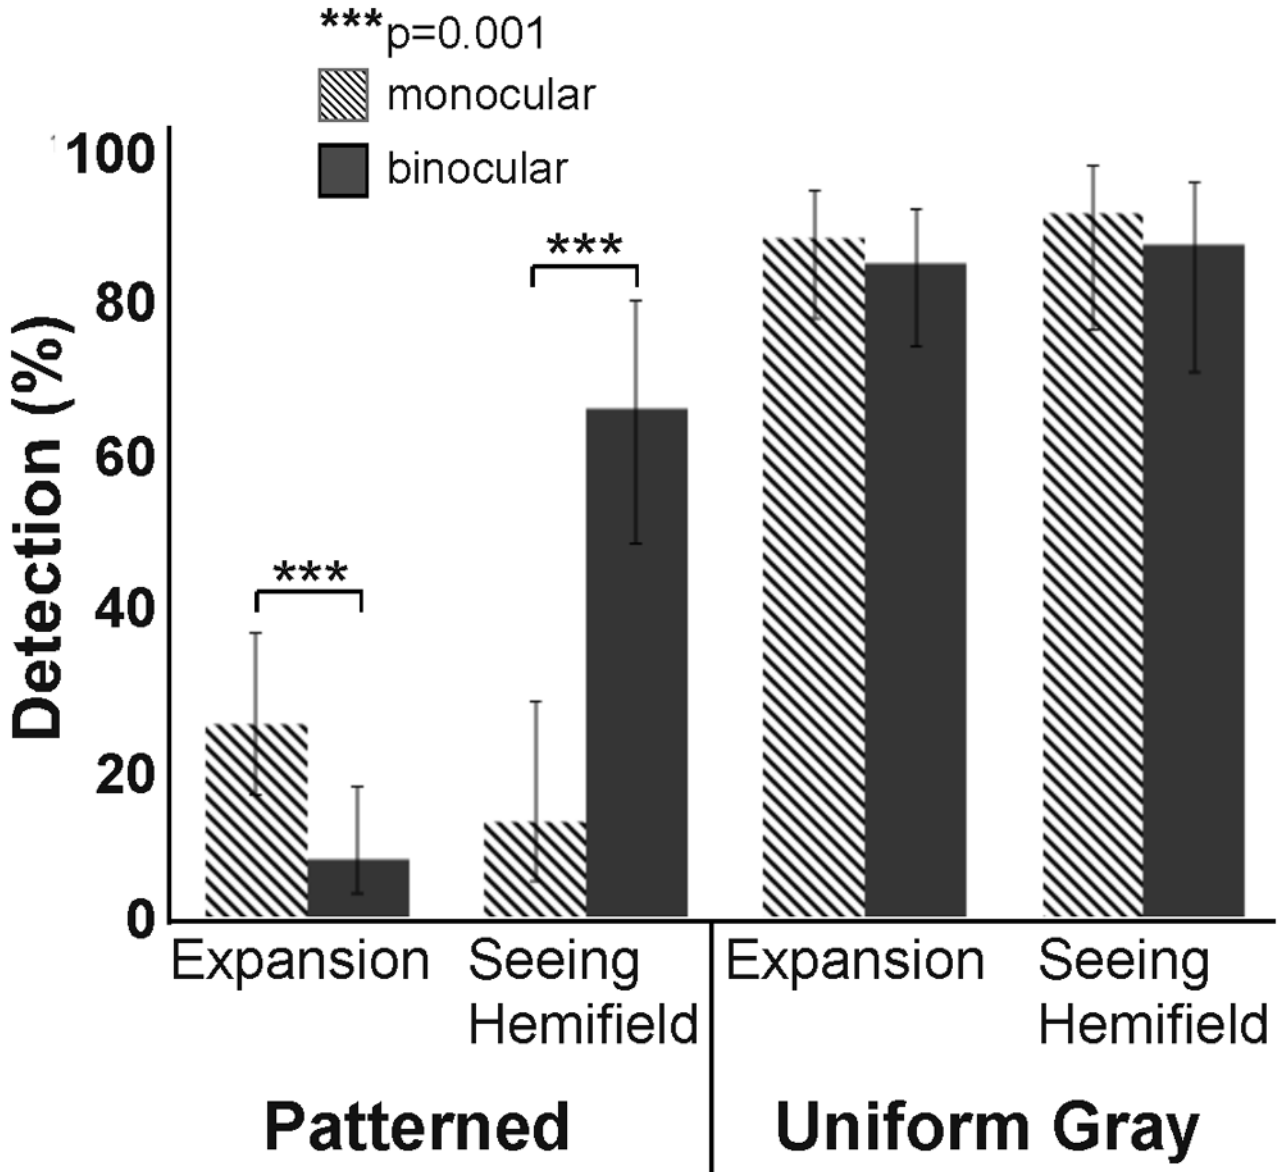 ***p=0.001
monocular
binocular
Detection (%)
100
80
60
40
20
0
***
***
Expansion
Seeing
Hemifield
Expansion
Seeing
Hemifield
Patterned
Uniform Gray